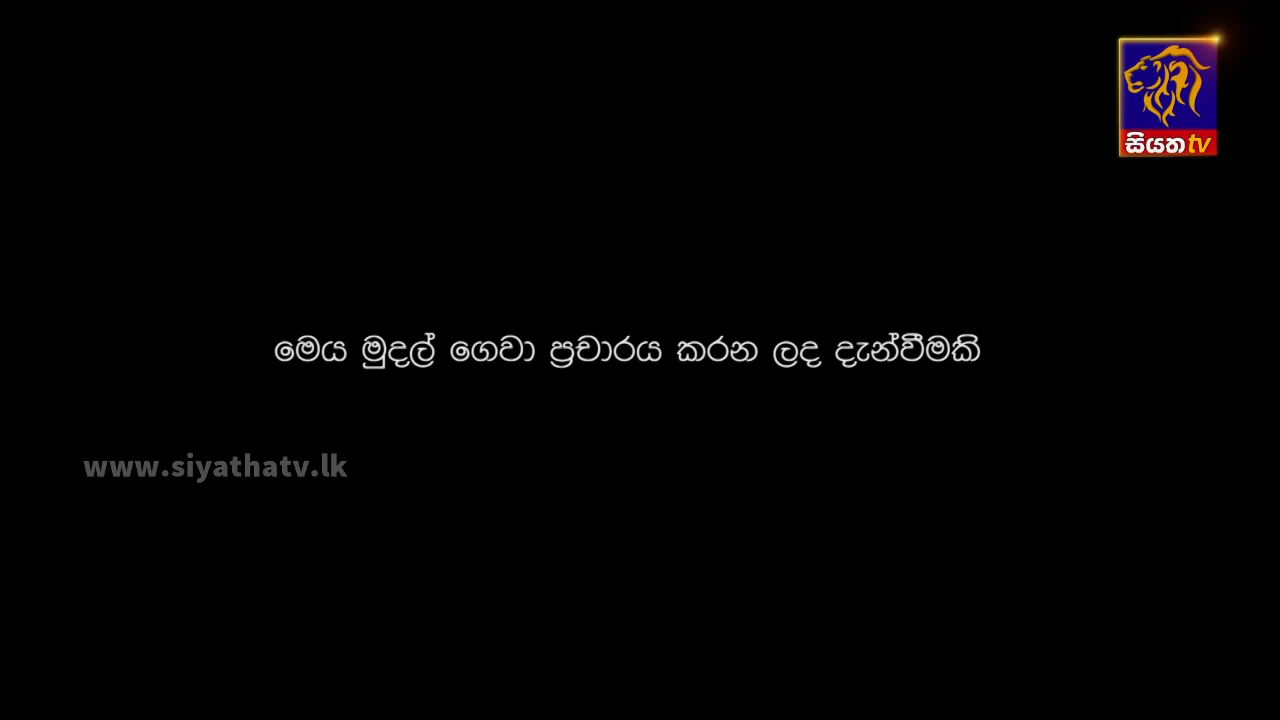 සියත tv
මෙය මුදල් ගෙවා ප්‍රචාරය කරන ලද දැන්වීමකි
www.siyathatv.lk